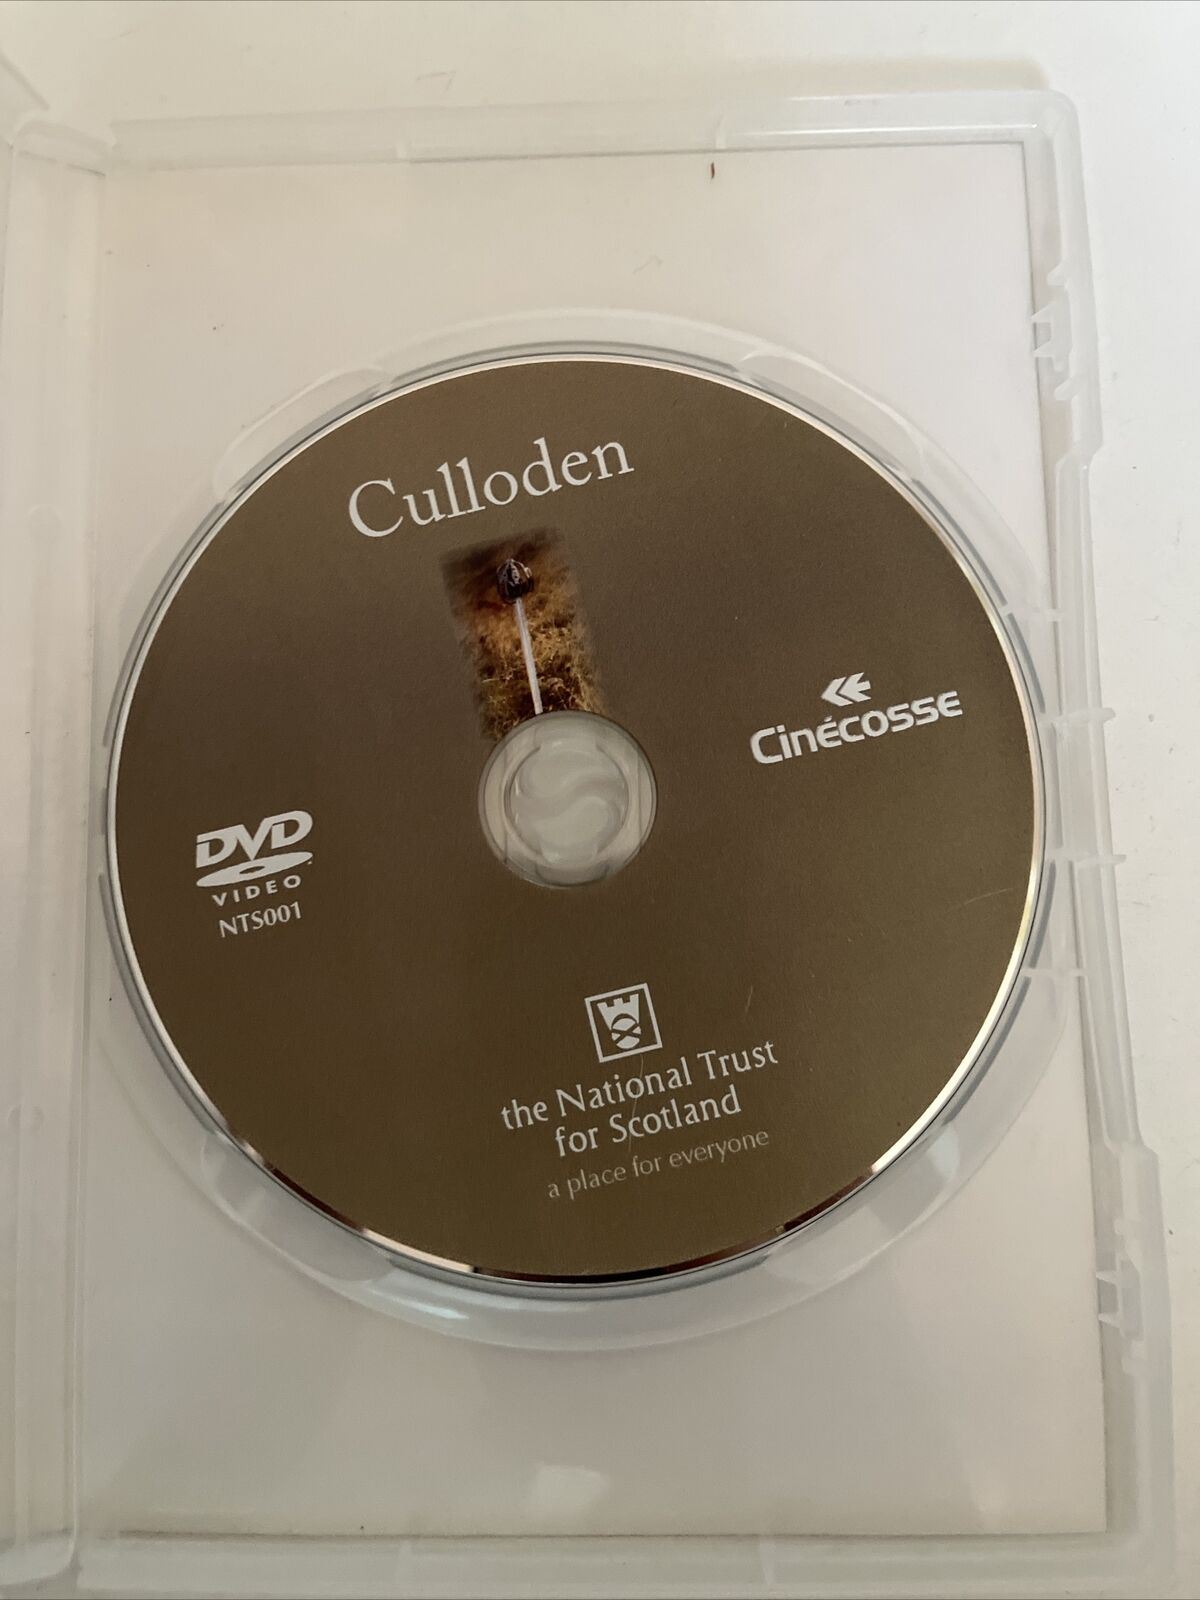 Culloden
Cinécosse
DVD
VIDEO
NTS001
the National Trust
for Scotland
a place for everyone